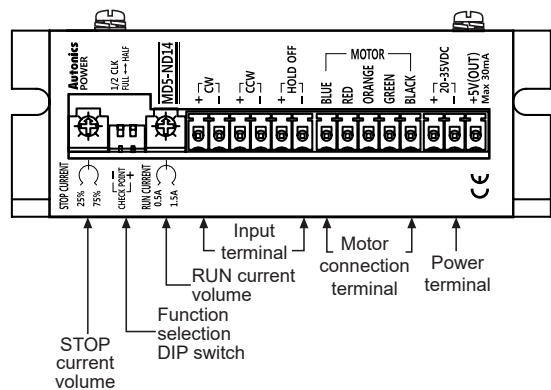 Autonics
POWER
1/2 CLK
FULL ↔ HALF
MD5-ND14
+ CW −
+ CCW −
+ HOLD OFF −
MOTOR
BLUE
RED
ORANGE
GREEN
BLACK
+ 20-35VDC −
+5V(OUT)
Max 30mA
STOP CURRENT
25%
75%
− CHECK POINT +
RUN CURRENT
0.5A
1.5A
CE
Input
terminal
Motor
connection
terminal
Power
terminal
RUN current
volume
Function
selection
DIP switch
STOP
current
volume